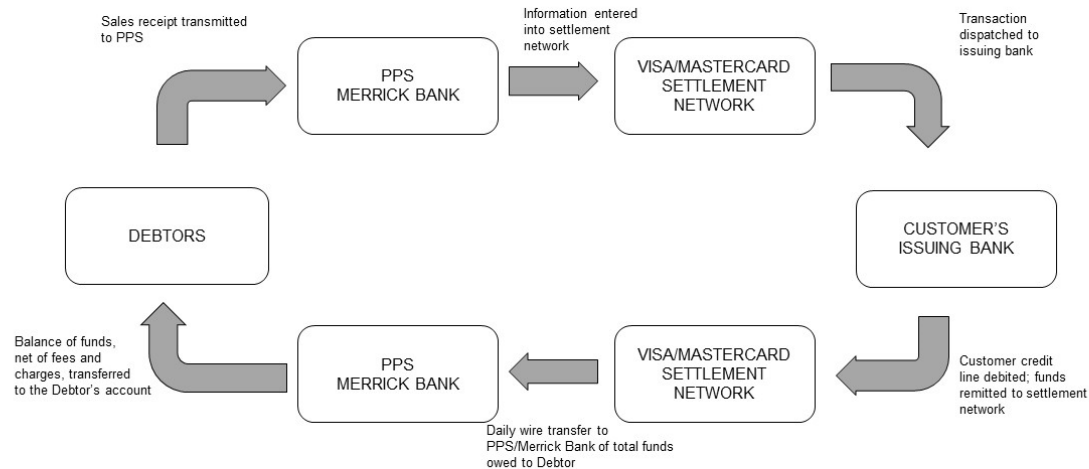 Sales receipt transmitted
to PPS
PPS
MERRICK BANK
Information entered
into settlement
network
VISA/MASTERCARD
SETTLEMENT
NETWORK
Transaction
dispatched to
issuing bank
DEBTORS
CUSTOMER'S
ISSUING BANK
Balance of funds,
net of fees and
charges, transferred
to the Debtor's account
PPS
MERRICK BANK
Daily wire transfer to
PPS/Merrick Bank of total funds
owed to Debtor
VISA/MASTERCARD
SETTLEMENT
NETWORK
Customer credit
line debited; funds
remitted to settlement
network